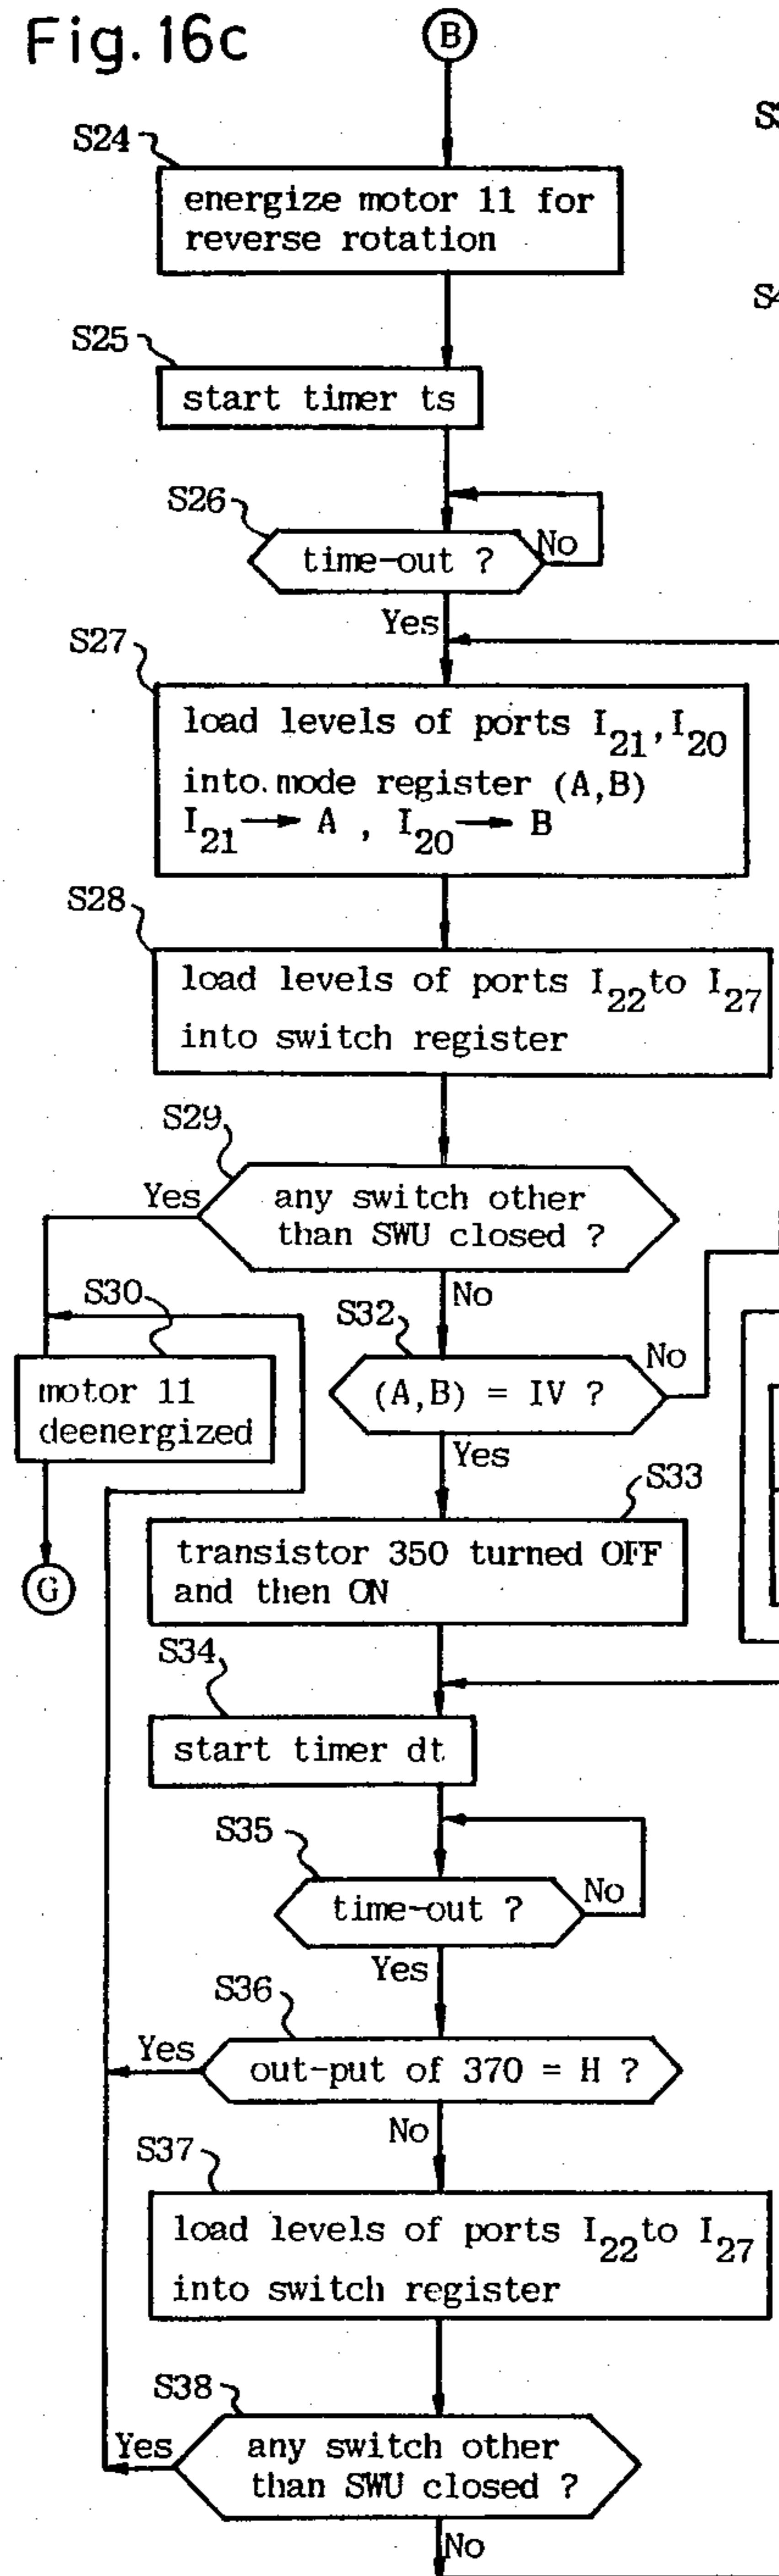 Fig. 16c
B
S24
energize motor 11 for
reverse rotation
S25
start timer ts
S26
time-out ?
No
Yes
S27
load levels of ports I21, I20
into mode register (A,B)
I21 → A , I20 → B
S28
load levels of ports I22 to I27
into switch register
S29
Yes
any switch other
than SWU closed ?
No
S30
motor 11
deenergized
G
S32
(A,B) = IV ?
No
Yes
S33
transistor 350 turned OFF
and then ON
S34
start timer dt
S35
time-out ?
No
Yes
S36
Yes
out-put of 370 = H ?
No
S37
load levels of ports I22 to I27
into switch register
S38
Yes
any switch other
than SWU closed ?
No